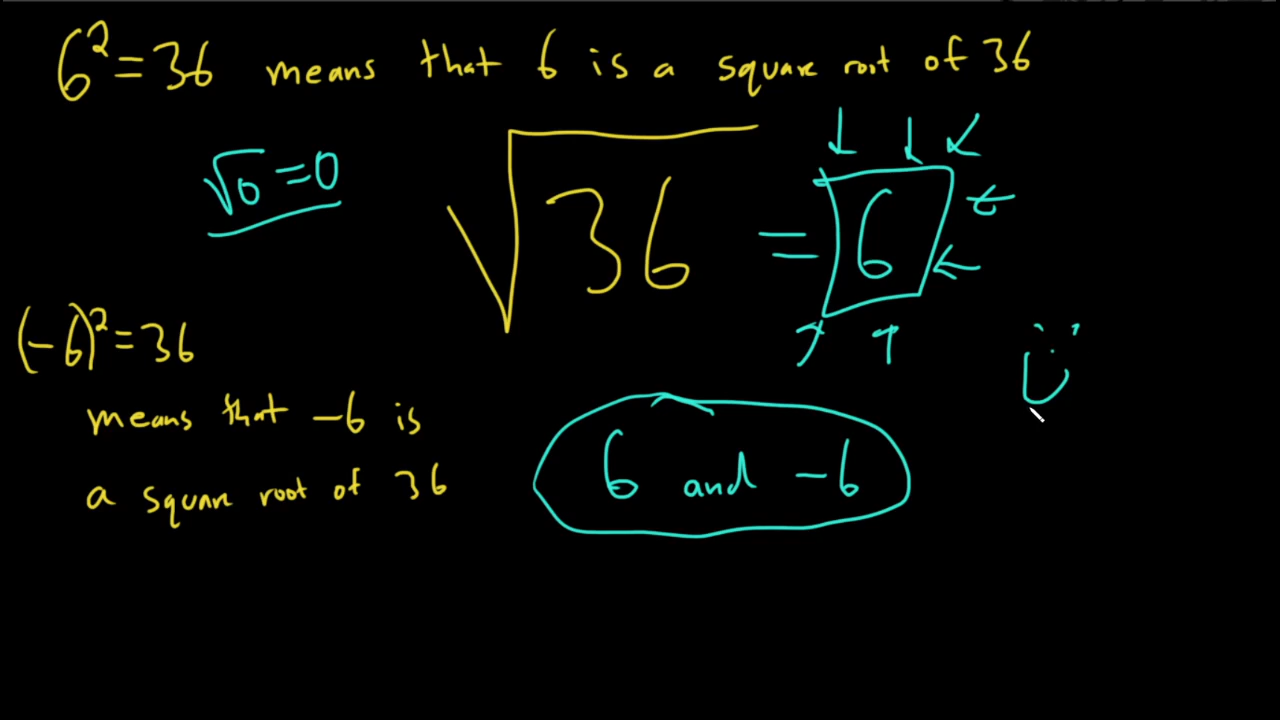 6² = 36 means that 6 is a square root of 36
√0 = 0
√36 = 6
(-6)² = 36
means that -6 is
a square root of 36
6 and -6